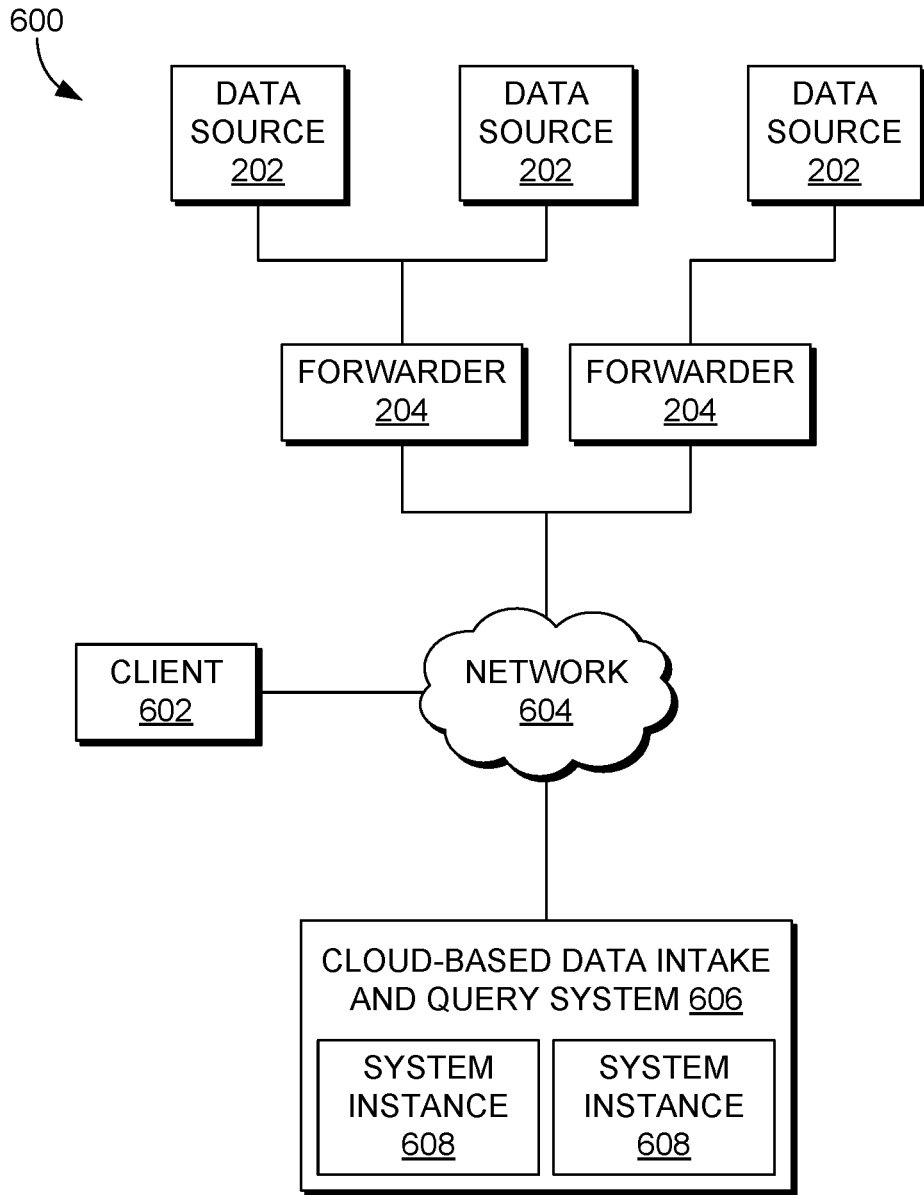 600
DATA
SOURCE
202
DATA
SOURCE
202
DATA
SOURCE
202
FORWARDER
204
FORWARDER
204
CLIENT
602
NETWORK
604
CLOUD-BASED DATA INTAKE
AND QUERY SYSTEM 606
SYSTEM
INSTANCE
608
SYSTEM
INSTANCE
608